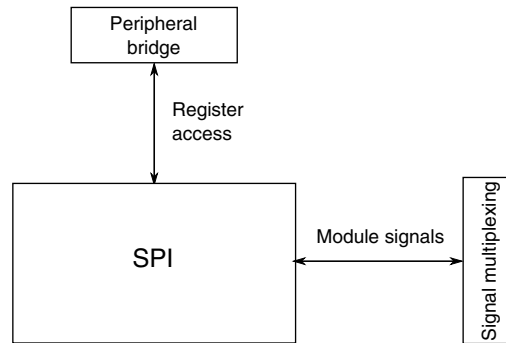 Peripheral
bridge
Register
access
SPI
Module signals
Signal multiplexing